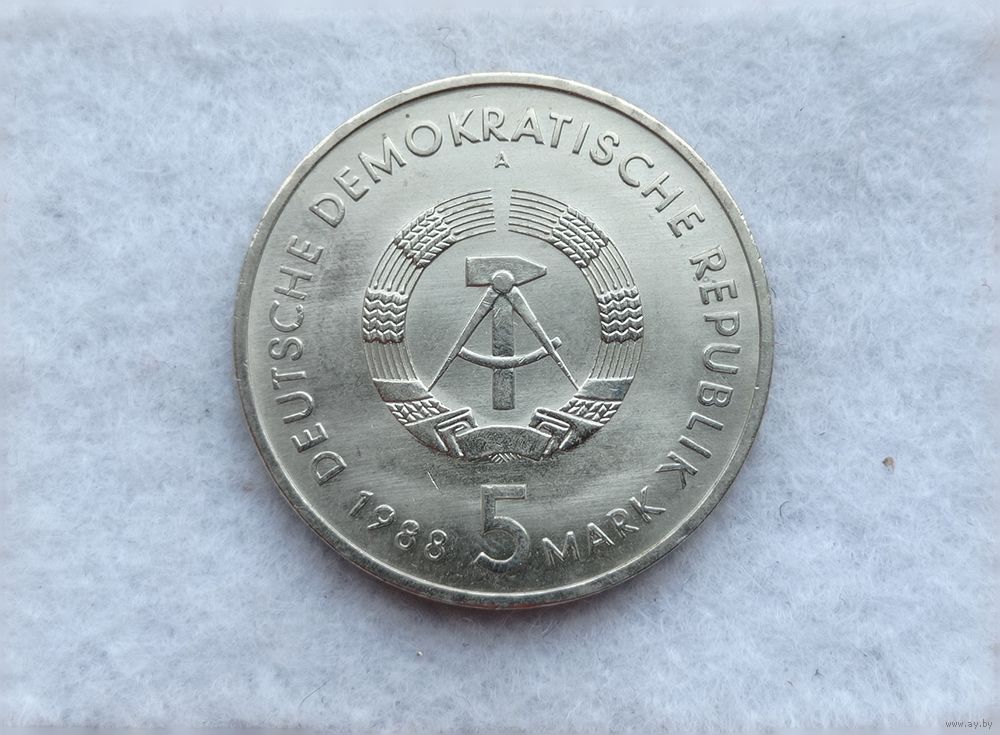 DEUTSCHE DEMOKRATISCHE REPUBLIK
A
1988 5 MARK
www.ay.by